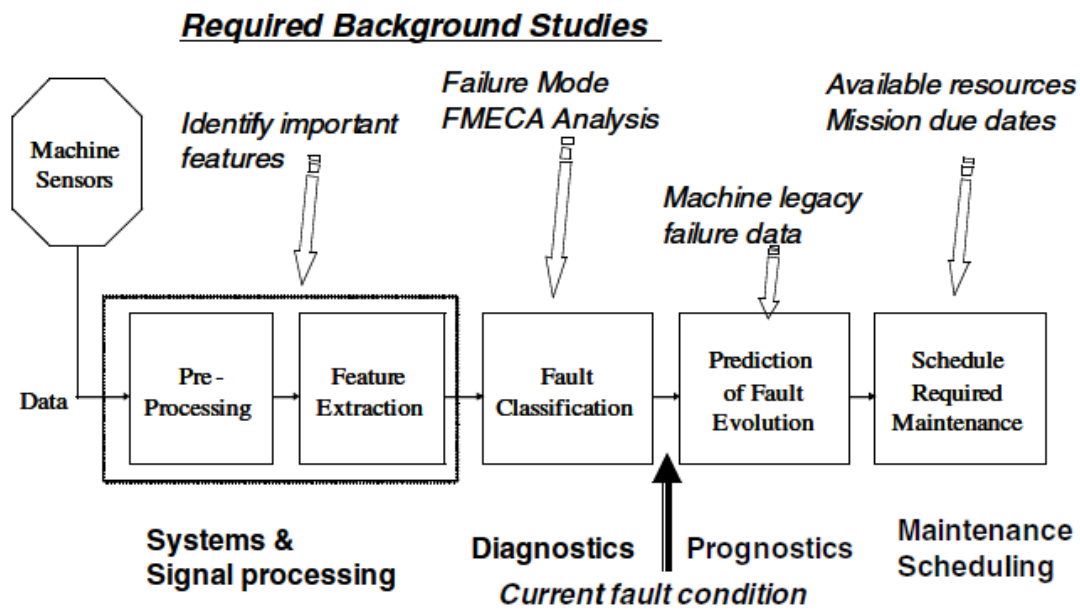 Required Background Studies
Machine
Sensors
Identify important
features
Failure Mode
FMECA Analysis
Available resources
Mission due dates
Machine legacy
failure data
Data
Pre -
Processing
Feature
Extraction
Fault
Classification
Prediction
of Fault
Evolution
Schedule
Required
Maintenance
Systems &
Signal processing
Diagnostics
Prognostics
Maintenance
Scheduling
Current fault condition